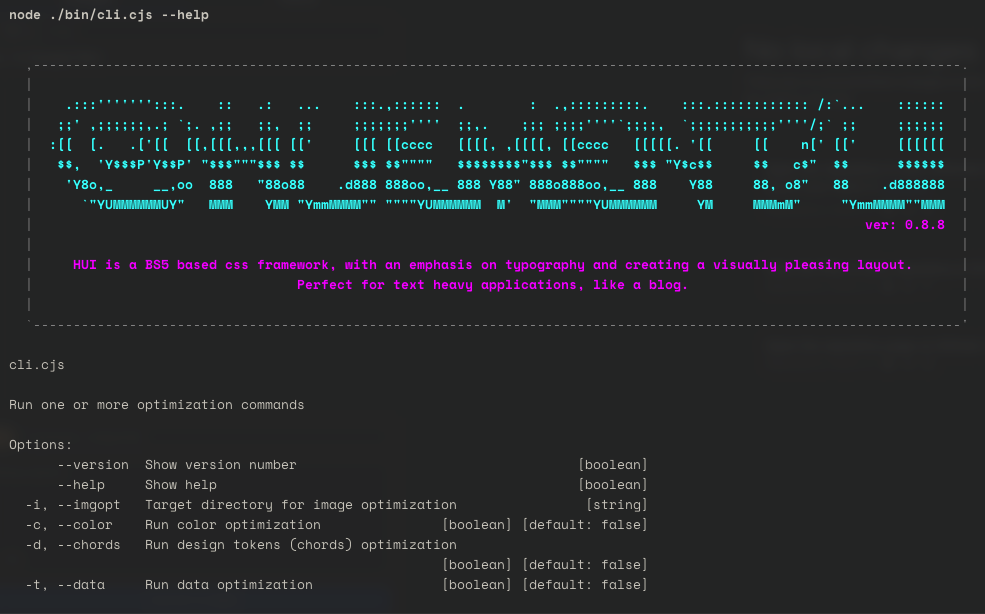 node ./bin/cli.cjs --help
ver: 0.8.8
HUI is a BS5 based css framework, with an emphasis on typography and creating a visually pleasing layout.
Perfect for text heavy applications, like a blog.
cli.cjs
Run one or more optimization commands
Options:
--version  Show version number  [boolean]
--help  Show help  [boolean]
-i, --imgopt  Target directory for image optimization  [string]
-c, --color  Run color optimization  [boolean] [default: false]
-d, --chords  Run design tokens (chords) optimization
[boolean] [default: false]
-t, --data  Run data optimization  [boolean] [default: false]